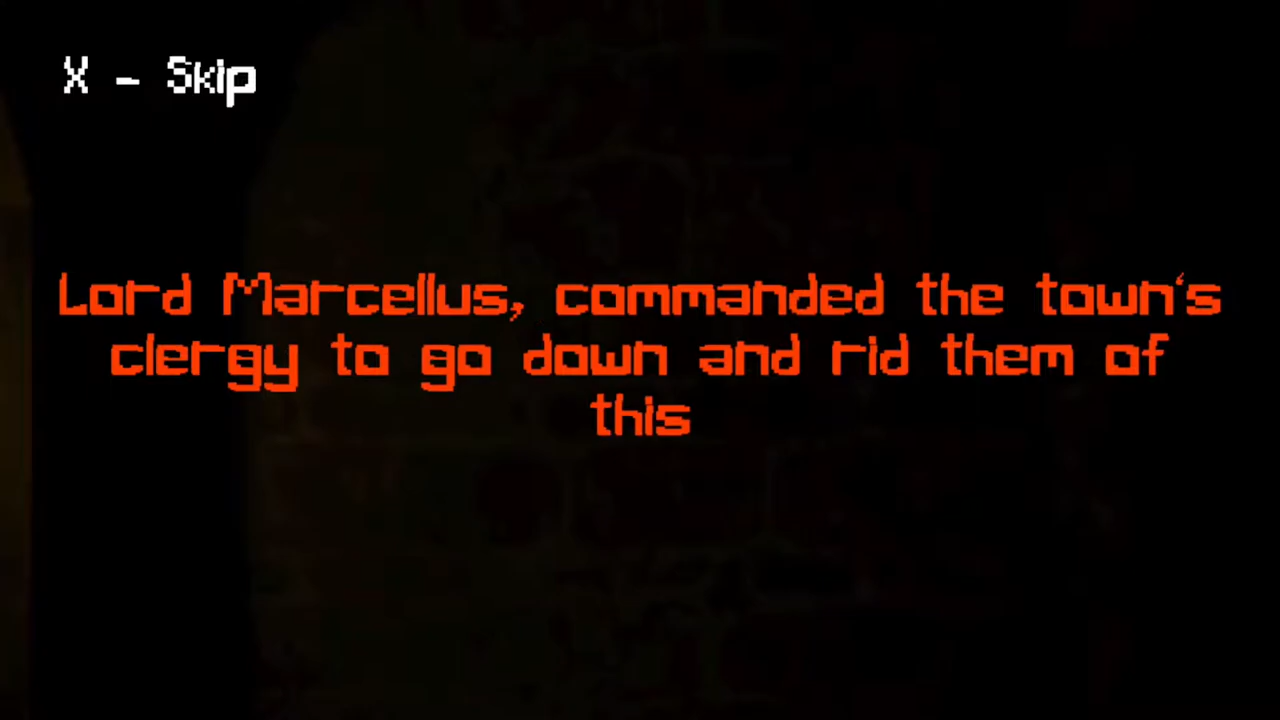 X - Skip
Lord Marcellus, commanded the town‘s
clergy to go down and rid them of
this